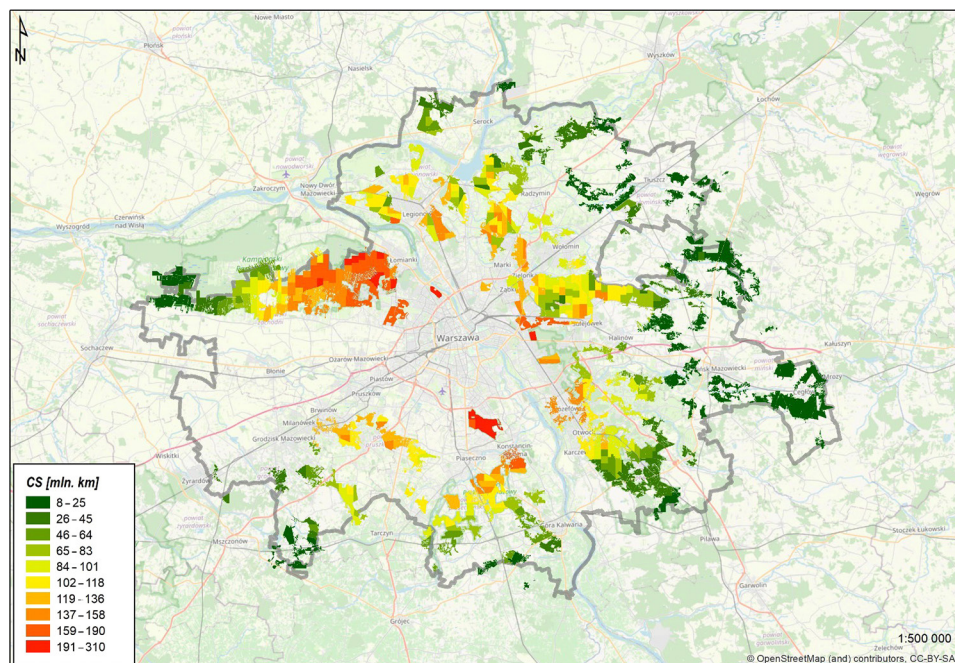 N
Nowe Miasto
Płońsk
Nasielsk
Wyszków
Łochów
Serock
Zakroczym
Nowy Dwór
Mazowiecki
Legionowo
Radzymin
Tłuszcz
Węgrów
Czerwińsk
nad Wisłą
Wyszogród
Łomianki
Marki
Wołomin
Zielonka
Sochaczew
Warszawa
Sulejówek
Halinów
Kałuszyn
Mrozy
Błonie
Ożarów Mazowiecki
Piastów
Pruszków
Brwinów
Milanówek
Grodzisk Mazowiecki
Józefów
Otwock
Karczew
Wiskitki
Żyrardów
Piaseczno
Konstancin
Mszczonów
Tarczyn
Góra Kalwaria
Pilawa
Stoczek Łukowski
Garwolin
Grójec
Żelechów
CS [mln. km]
8 – 25
26 – 45
46 – 64
65 – 83
84 – 101
102 – 118
119 - 136
137 – 158
159 - 190
191 - 310
1:500 000
© OpenStreetMap (and) contributors, CC-BY-SA